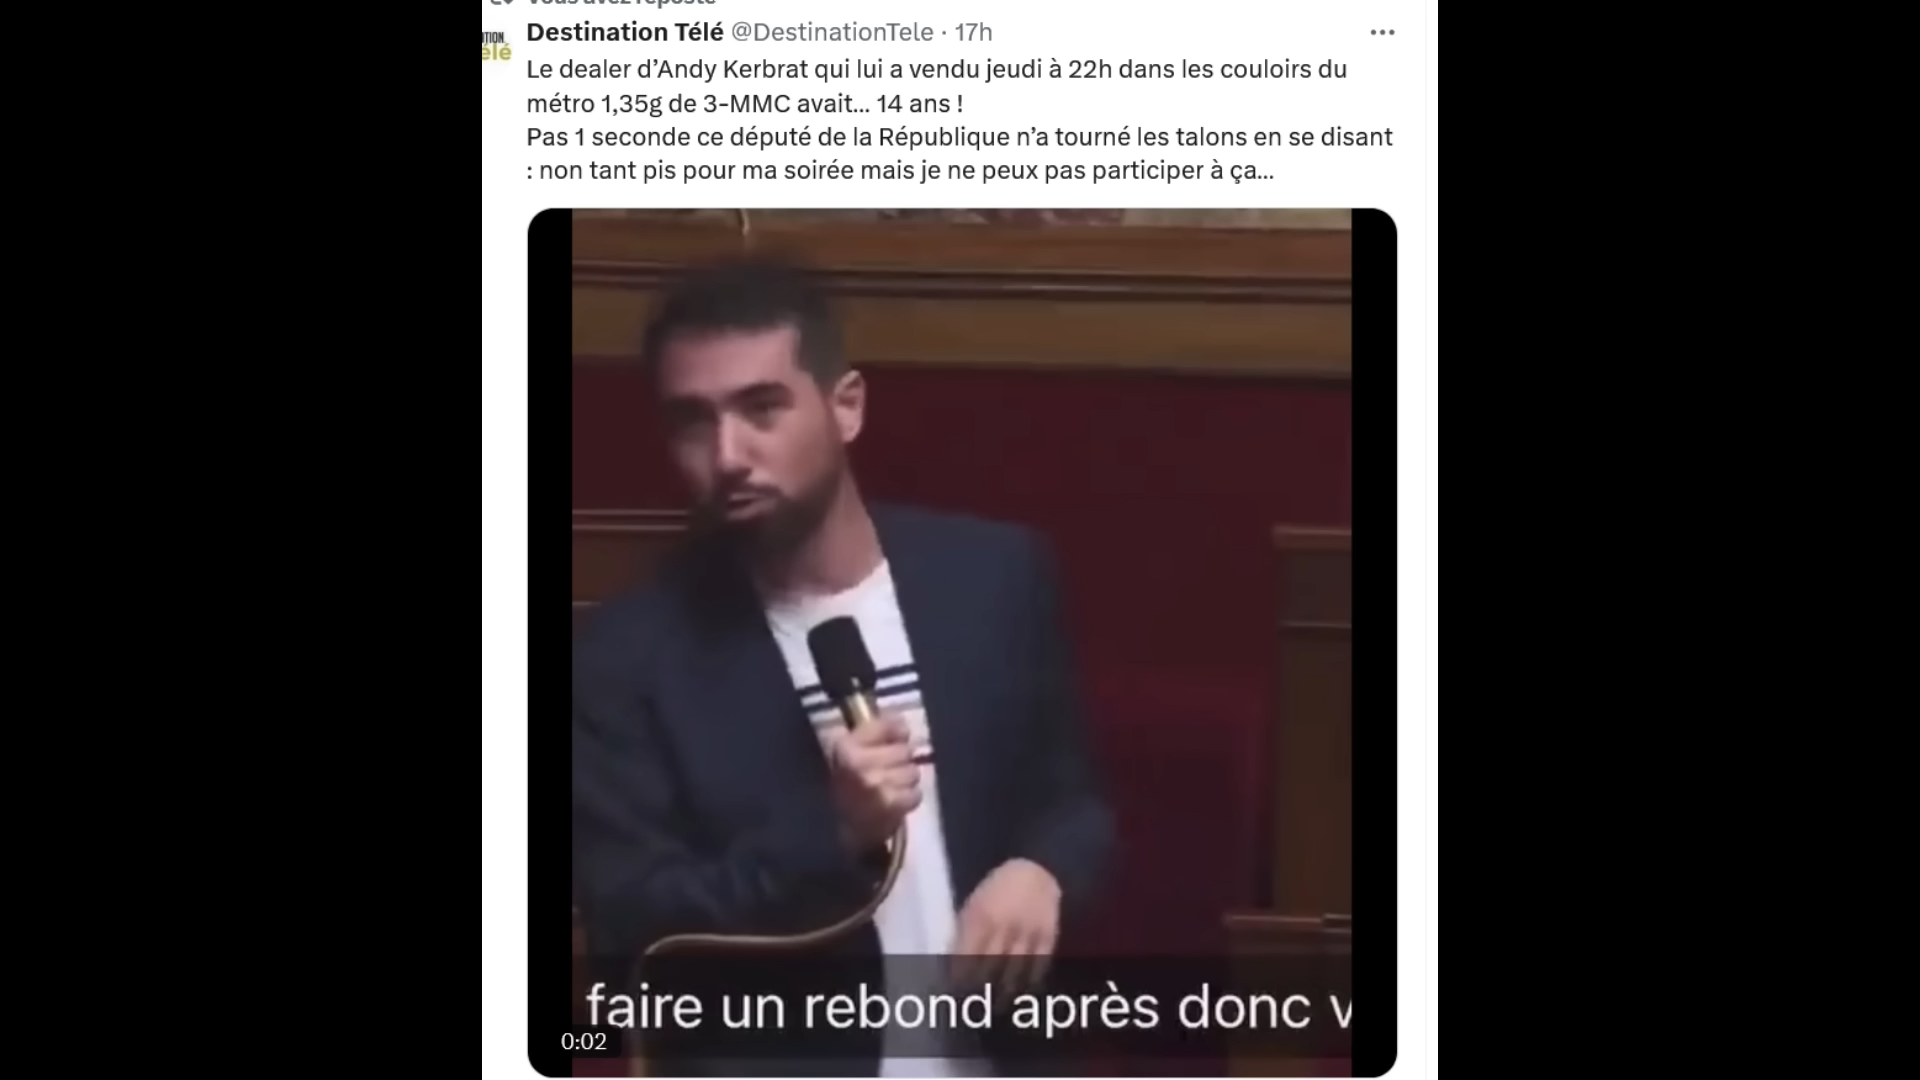 Vous avez reposté
Destination Télé @DestinationTele · 17h
Le dealer d’Andy Kerbrat qui lui a vendu jeudi à 22h dans les couloirs du
métro 1,35g de 3-MMC avait... 14 ans !
Pas 1 seconde ce député de la République n’a tourné les talons en se disant
: non tant pis pour ma soirée mais je ne peux pas participer à ça...
faire un rebond après donc v
0:02